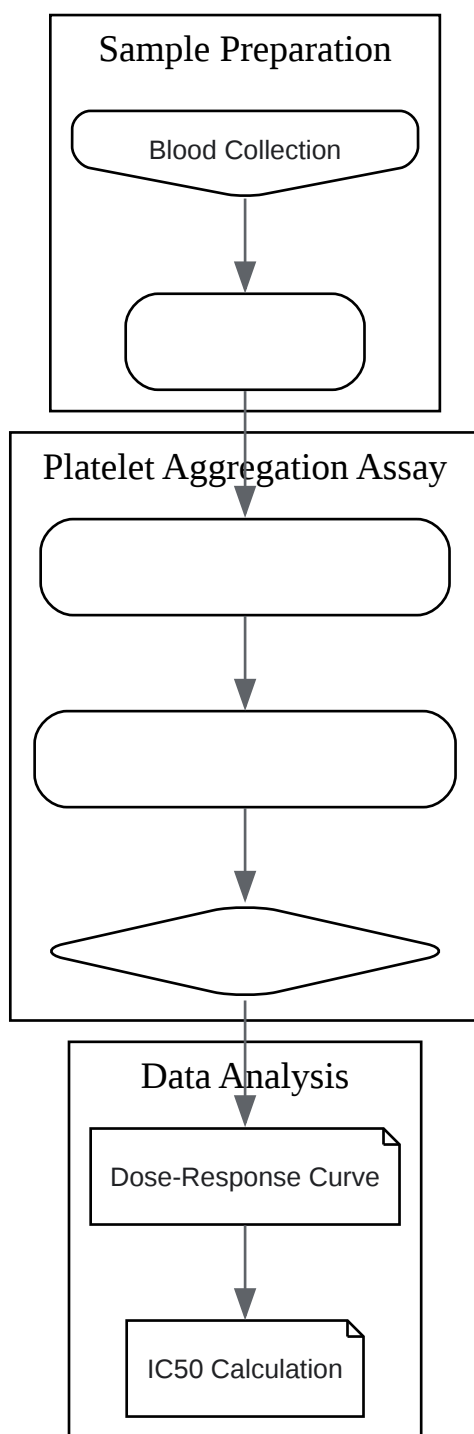 Sample Preparation
Blood Collection
Platelet Aggregation Assay
Data Analysis
Dose-Response Curve
IC50 Calculation